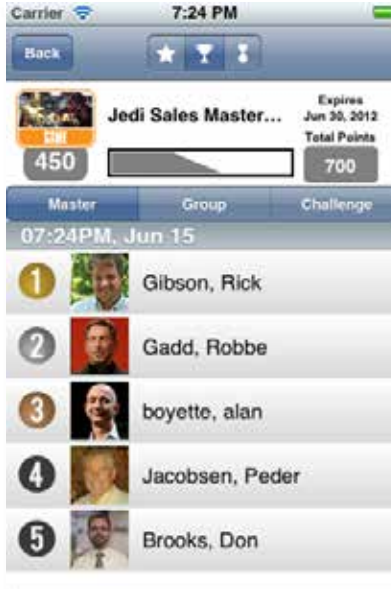 Carrier 7:24 PM
Back
Jedi Sales Master...
Expires
Jun 30, 2012
Total Points
GAME
450
700
Master Group Challenge
07:24PM, Jun 15
1 Gibson, Rick
2 Gadd, Robbe
3 boyette, alan
4 Jacobsen, Peder
5 Brooks, Don